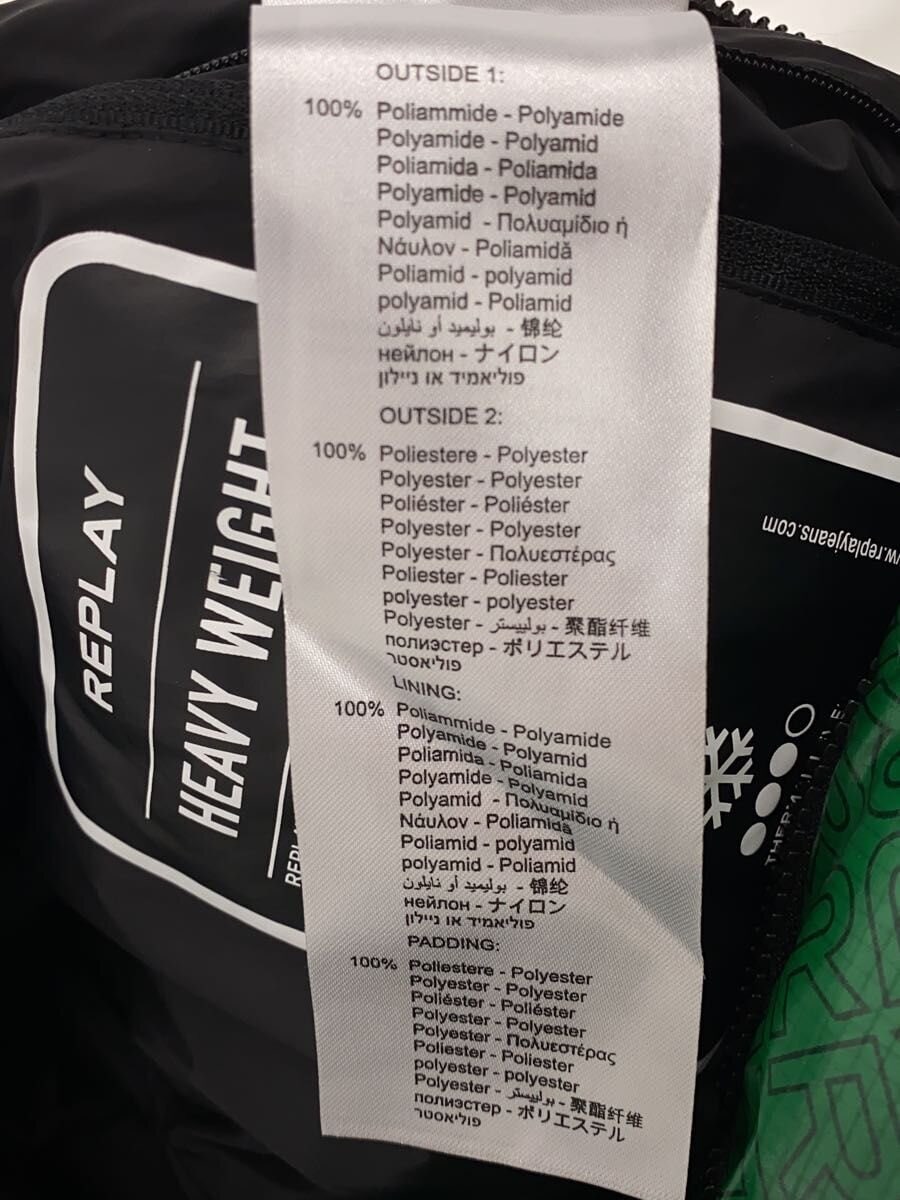 OUTSIDE 1:
100% Poliammide - Polyamide
Polyamide - Polyamid
Poliamida - Poliamida
Polyamide - Polyamid
Polyamid - Πολυαμίδιο ή
Νάυλον - Poliamidă
Poliamid - polyamid
polyamid - Poliamid
بوليميد أو نايلون - 锦纶
нейлон - ナイロン
פוליאמיד או ניילון
OUTSIDE 2:
100% Poliestere - Polyester
Polyester - Polyester
Poliéster - Poliéster
Polyester - Polyester
Polyester - Πολυεστέρας
Poliester - Poliester
polyester - polyester
Polyester - بولييستر - 聚酯纤维
полиэстер - ポリエステル
פוליאסטר
LINING:
100% Poliammide - Polyamide
Polyamide - Polyamid
Poliamida - Poliamida
Polyamide - Polyamid
Polyamid - Πολυαμίδιο ή
Νάυλον - Poliamidă
Poliamid - polyamid
polyamid - Poliamid
بوليميد أو نايلون - 锦纶
нейлон - ナイロン
פוליאמיד או ניילון
PADDING:
100% Poliestere - Polyester
Polyester - Polyester
Poliéster - Poliéster
Polyester - Polyester
Polyester - Πολυεστέρας
Poliester - Poliester
polyester - polyester
Polyester - بولييستر - 聚酯纤维
полиэстер - ポリエステル
פוליאסטר
REPLAY
HEAVY WEIGHT
.replayjeans.com